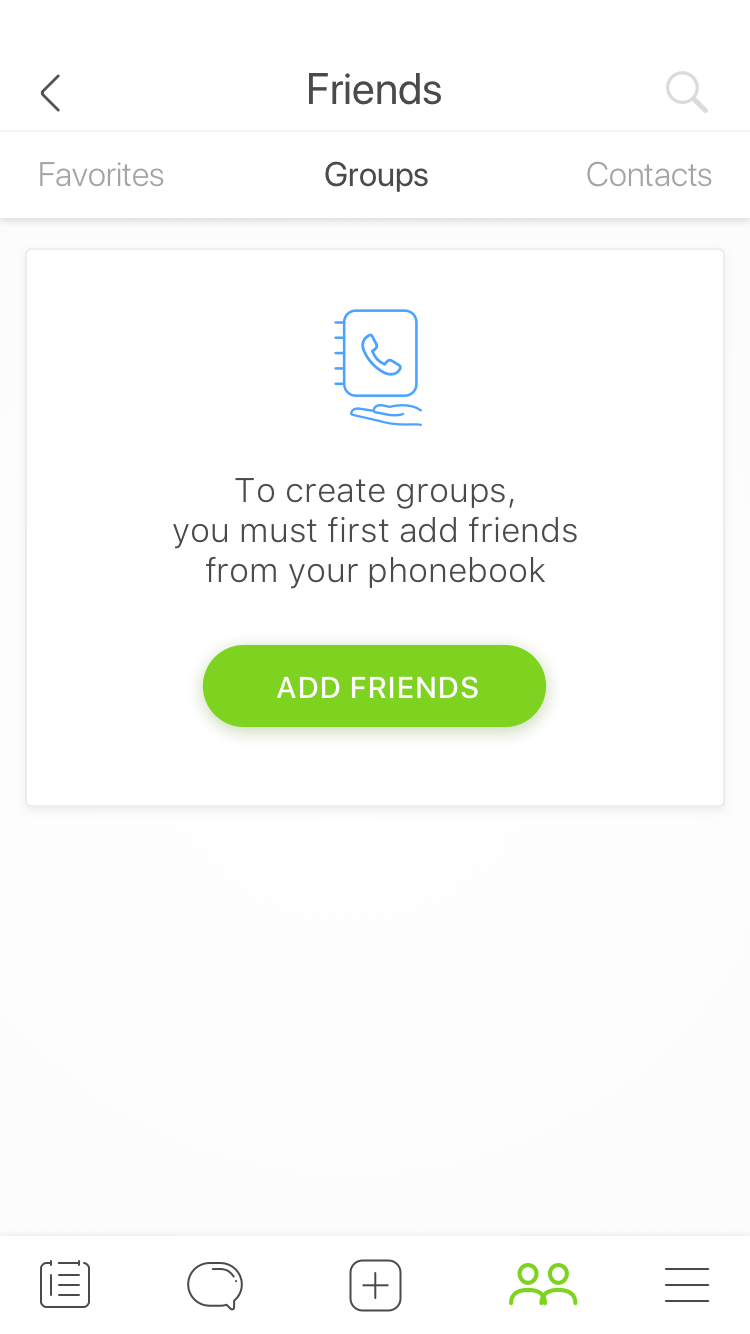 Friends
Favorites Groups Contacts
To create groups,
you must first add friends
from your phonebook
ADD FRIENDS